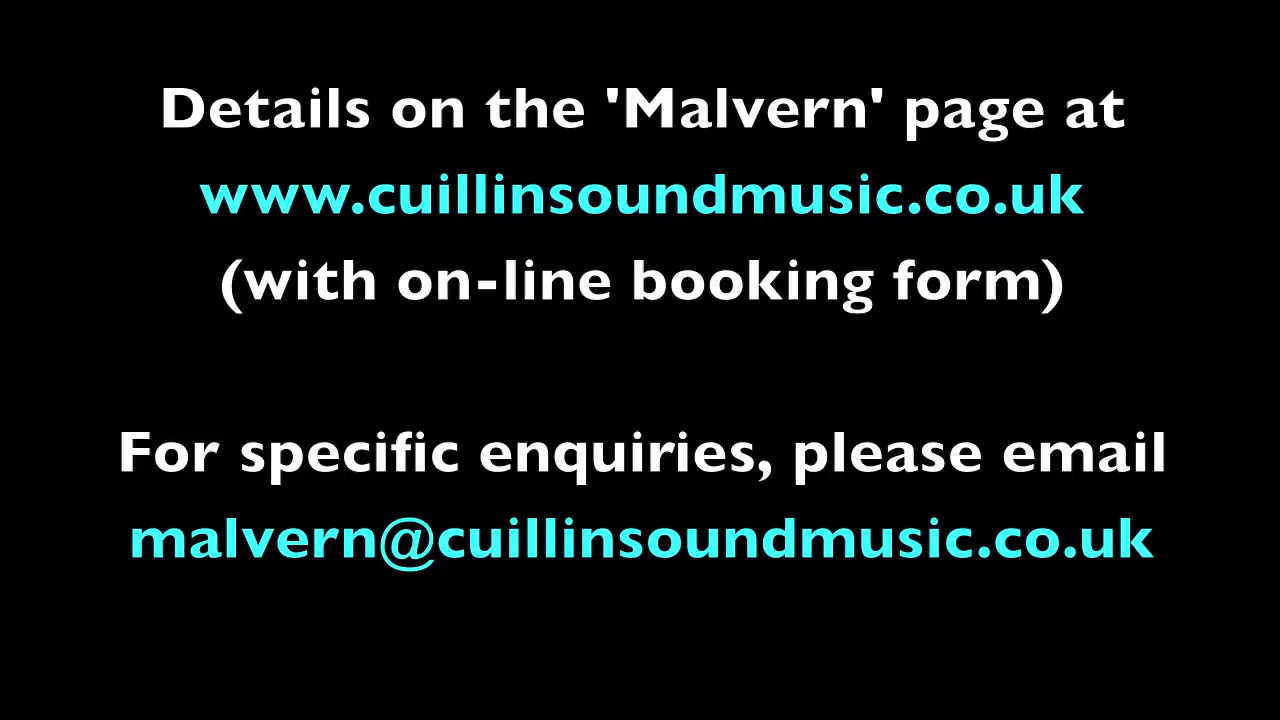 Details on the 'Malvern' page at
www.cuillinsoundmusic.co.uk
(with on-line booking form)
For specific enquiries, please email
malvern@cuillinsoundmusic.co.uk